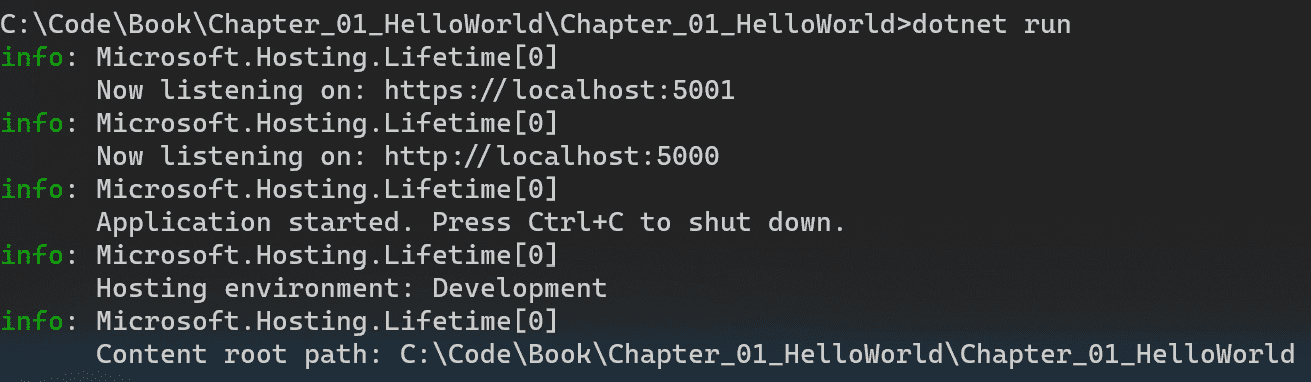 C:\Code\Book\Chapter_01_HelloWorld\Chapter_01_HelloWorld>dotnet run
info: Microsoft.Hosting.Lifetime[0]
      Now listening on: https://localhost:5001
info: Microsoft.Hosting.Lifetime[0]
      Now listening on: http://localhost:5000
info: Microsoft.Hosting.Lifetime[0]
      Application started. Press Ctrl+C to shut down.
info: Microsoft.Hosting.Lifetime[0]
      Hosting environment: Development
info: Microsoft.Hosting.Lifetime[0]
      Content root path: C:\Code\Book\Chapter_01_HelloWorld\Chapter_01_HelloWorld